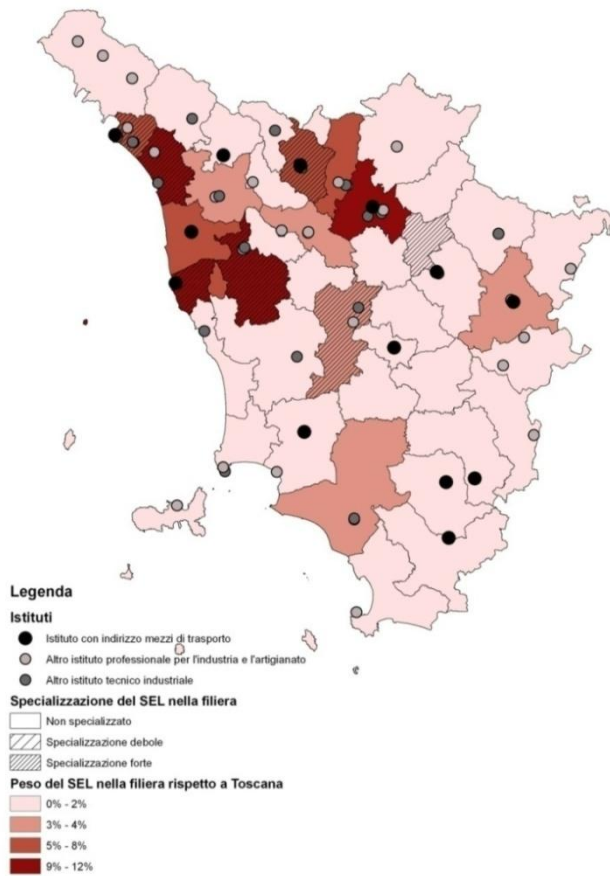 Legenda
Istituti
Istituto con indirizzo mezzi di trasporto
Altro istituto professionale per l'industria e l'artigianato
Altro istituto tecnico industriale
Specializzazione del SEL nella filiera
Non specializzato
Specializzazione debole
Specializzazione forte
Peso del SEL nella filiera rispetto a Toscana
0% - 2%
3% - 4%
5% - 8%
9% - 12%